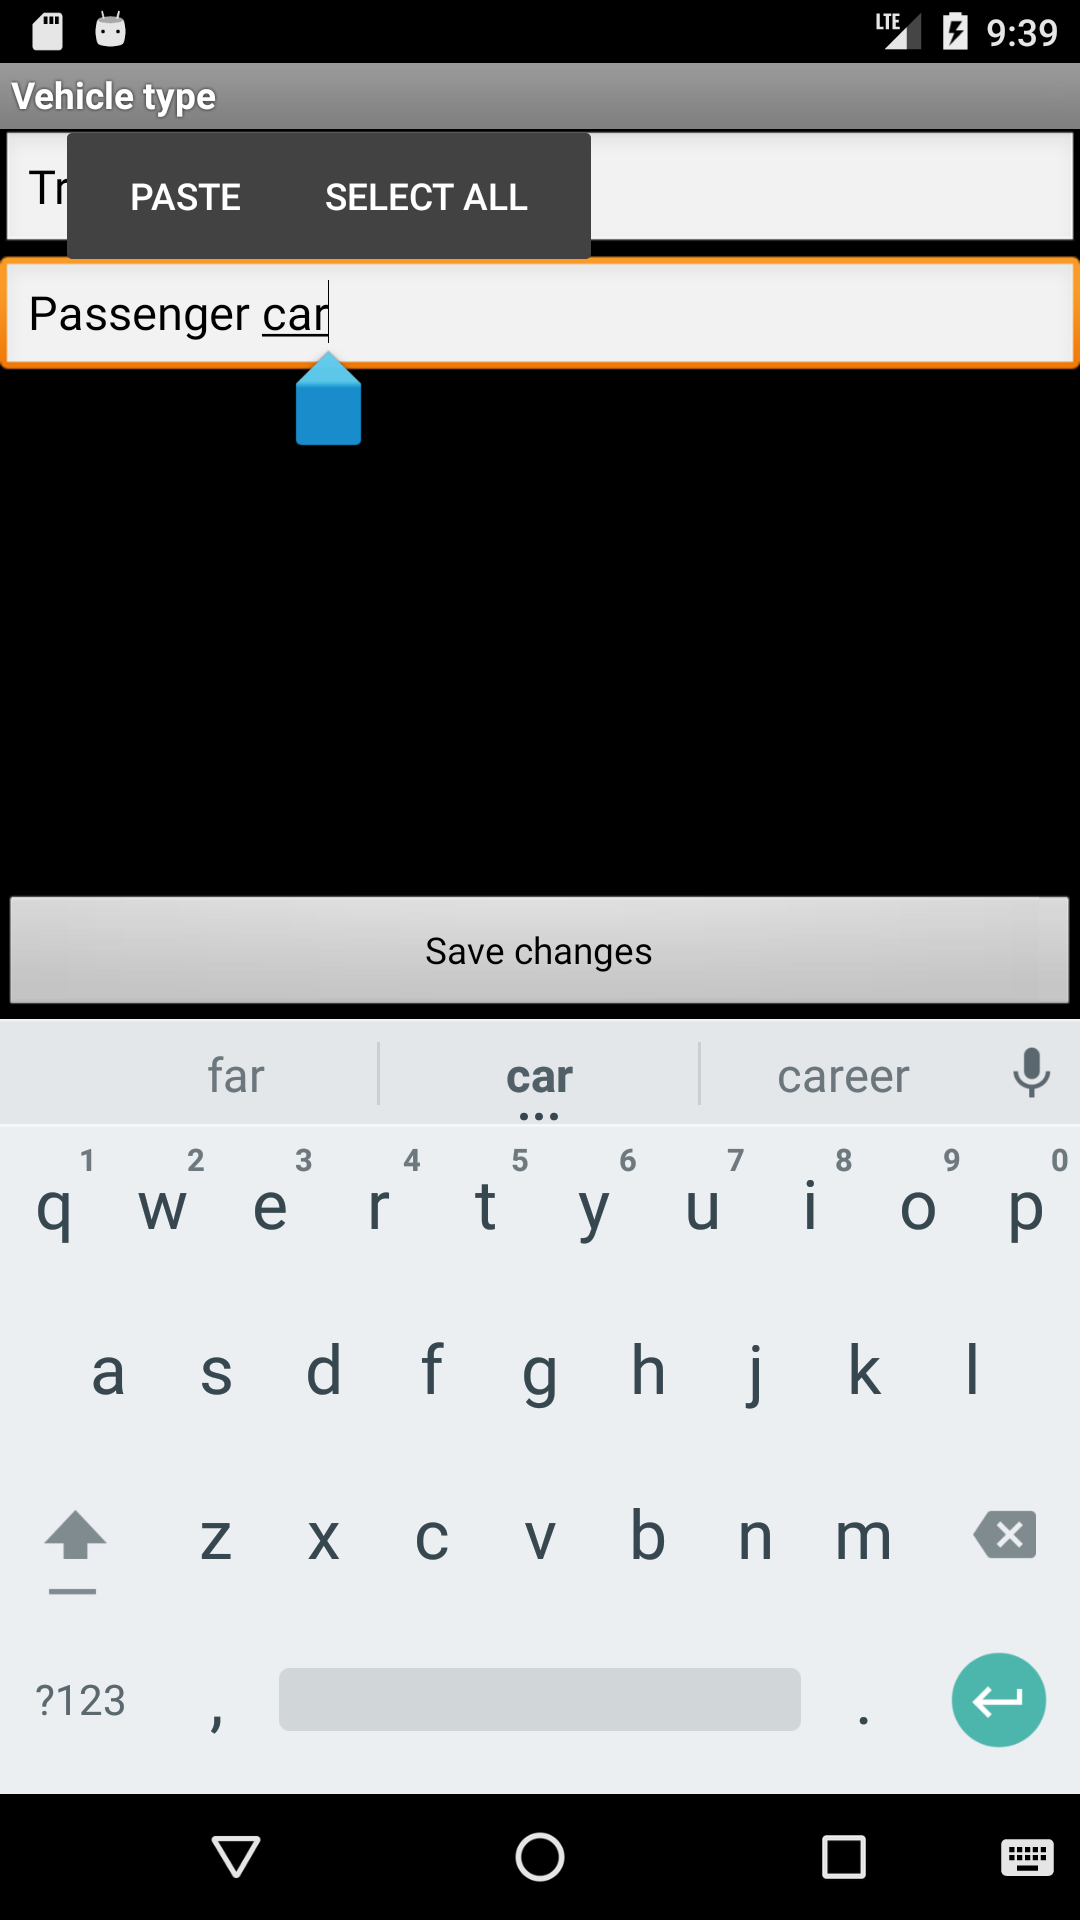 LTE 9:39
Vehicle type
PASTE SELECT ALL
Passenger car
Save changes
far car career
1 2 3 4 5 6 7 8 9 0
q w e r t y u i o p
a s d f g h j k l
z x c v b n m
?123 , .